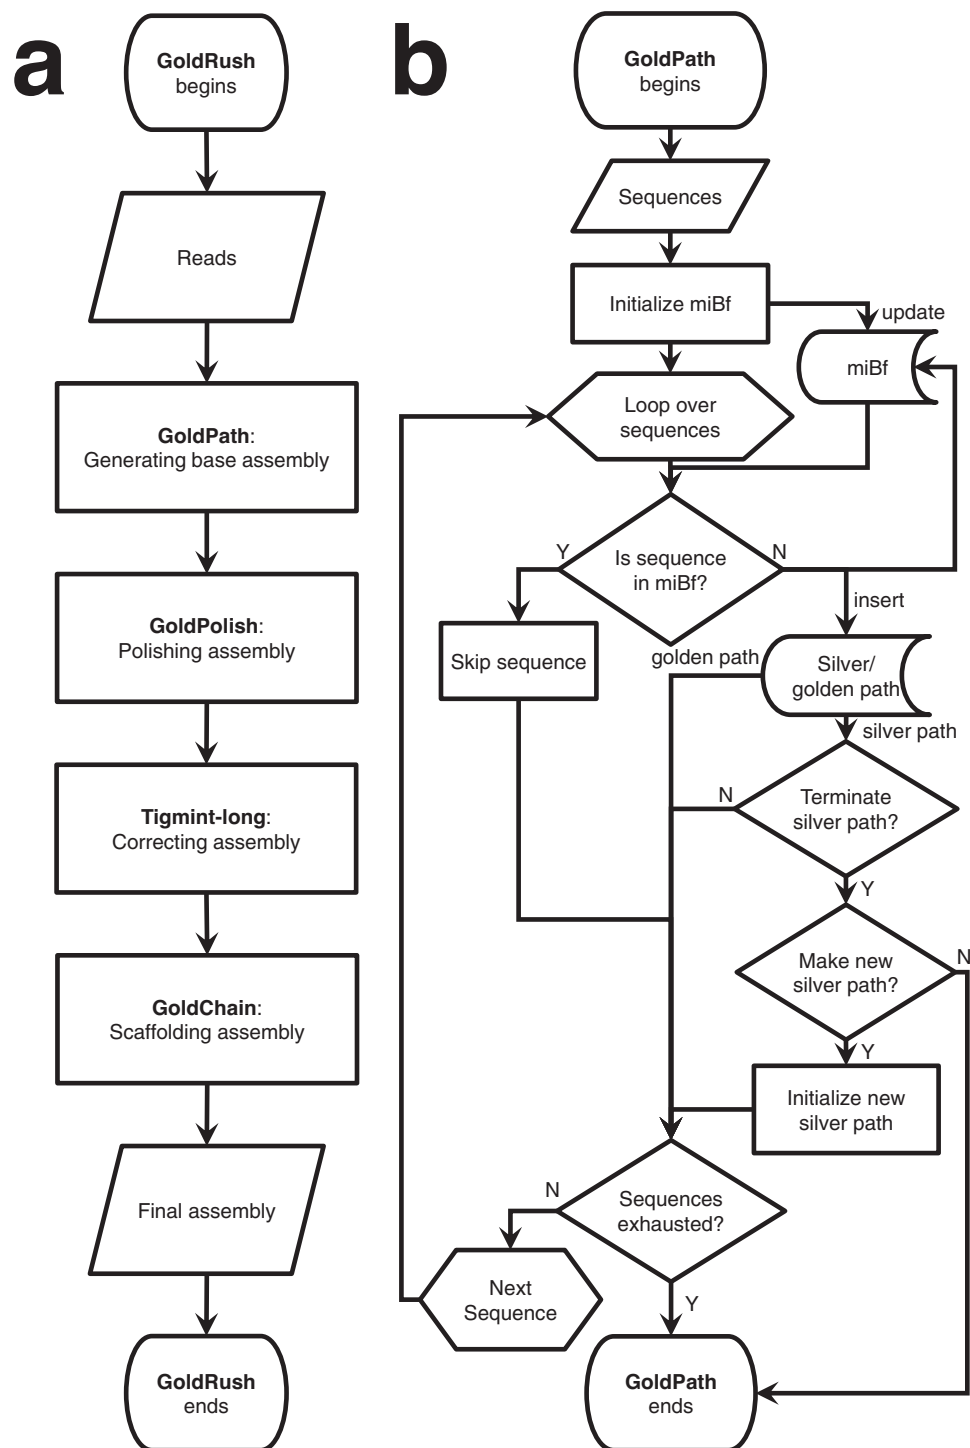 a
GoldRush
begins
Reads
GoldPath:
Generating base assembly
GoldPolish:
Polishing assembly
Tigmint-long:
Correcting assembly
GoldChain:
Scaffolding assembly
Final assembly
GoldRush
ends
b
GoldPath
begins
Sequences
Initialize miBf
update
miBf
Loop over
sequences
Y
Is sequence
in miBf?
N
insert
Skip sequence
golden path
Silver/
golden path
silver path
N
Terminate
silver path?
Y
Make new
silver path?
N
Y
Initialize new
silver path
N
Sequences
exhausted?
Next
Sequence
Y
GoldPath
ends